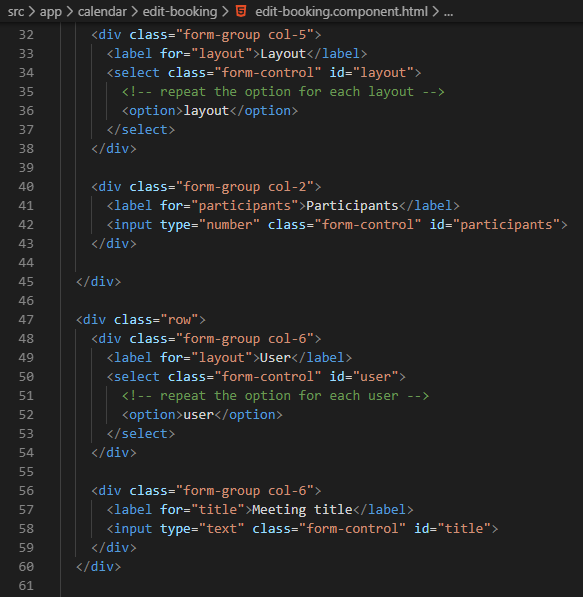 src > app > calendar > edit-booking > edit-booking.component.html > ...
32 <div class="form-group col-5">
33 <label for="layout">Layout</label>
34 <select class="form-control" id="layout">
35 <!-- repeat the option for each layout -->
36 <option>layout</option>
37 </select>
38 </div>
39
40 <div class="form-group col-2">
41 <label for="participants">Participants</label>
42 <input type="number" class="form-control" id="participants">
43 </div>
44
45 </div>
46
47 <div class="row">
48 <div class="form-group col-6">
49 <label for="layout">User</label>
50 <select class="form-control" id="user">
51 <!-- repeat the option for each user -->
52 <option>user</option>
53 </select>
54 </div>
55
56 <div class="form-group col-6">
57 <label for="title">Meeting title</label>
58 <input type="text" class="form-control" id="title">
59 </div>
60 </div>
61